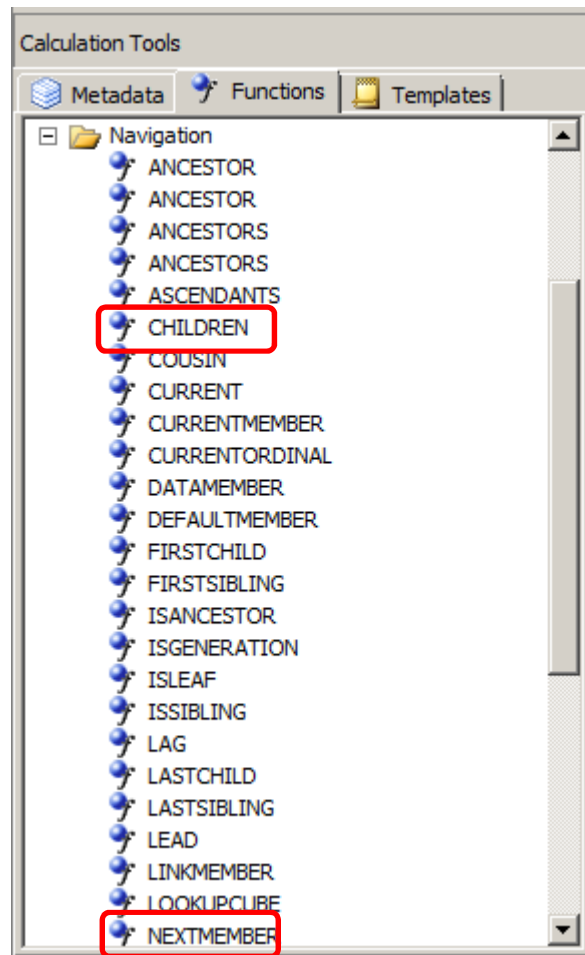 Calculation Tools
Metadata Functions Templates
Navigation
ANCESTOR
ANCESTOR
ANCESTORS
ANCESTORS
ASCENDANTS
CHILDREN
COUSIN
CURRENT
CURRENTMEMBER
CURRENTORDINAL
DATAMEMBER
DEFAULTMEMBER
FIRSTCHILD
FIRSTSIBLING
ISANCESTOR
ISGENERATION
ISLEAF
ISSIBLING
LAG
LASTCHILD
LASTSIBLING
LEAD
LINKMEMBER
LOOKUPCUBE
NEXTMEMBER